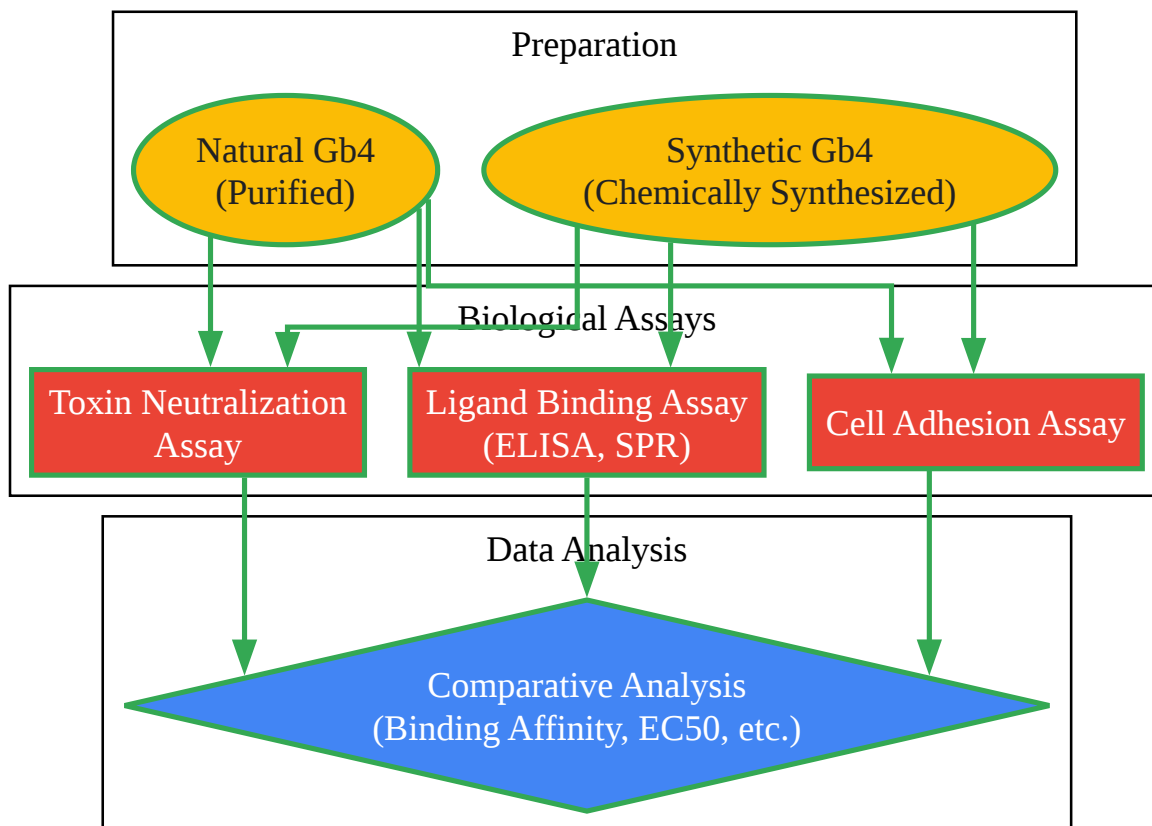 Preparation
Natural Gb4
(Purified)
Synthetic Gb4
(Chemically Synthesized)
Biological Assays
Toxin Neutralization
Assay
Ligand Binding Assay
(ELISA, SPR)
Cell Adhesion Assay
Data Analysis
Comparative Analysis
(Binding Affinity, EC50, etc.)